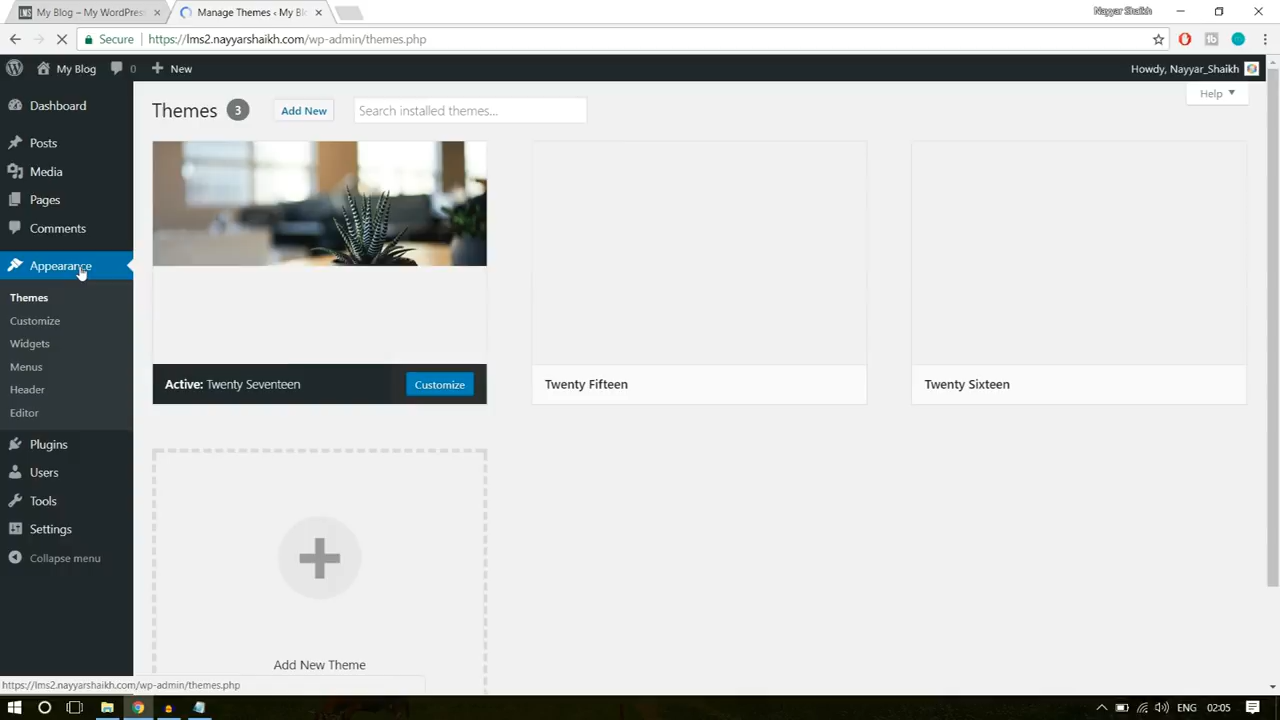 My Blog – My WordPres
Manage Themes ‹ My Blo
Nayyar Shaikh
Secure
https://lms2.nayyarshaikh.com/wp-admin/themes.php
My Blog
0
New
Howdy, Nayyar_Shaikh
Dashboard
Posts
Media
Pages
Comments
Appearance
Themes
Customize
Widgets
Menus
Header
Editor
Plugins
Users
Tools
Settings
Collapse menu
Themes 3
Add New
Search installed themes...
Help
Active: Twenty Seventeen
Customize
Twenty Fifteen
Twenty Sixteen
Add New Theme
https://lms2.nayyarshaikh.com/wp-admin/themes.php
ENG
02:05